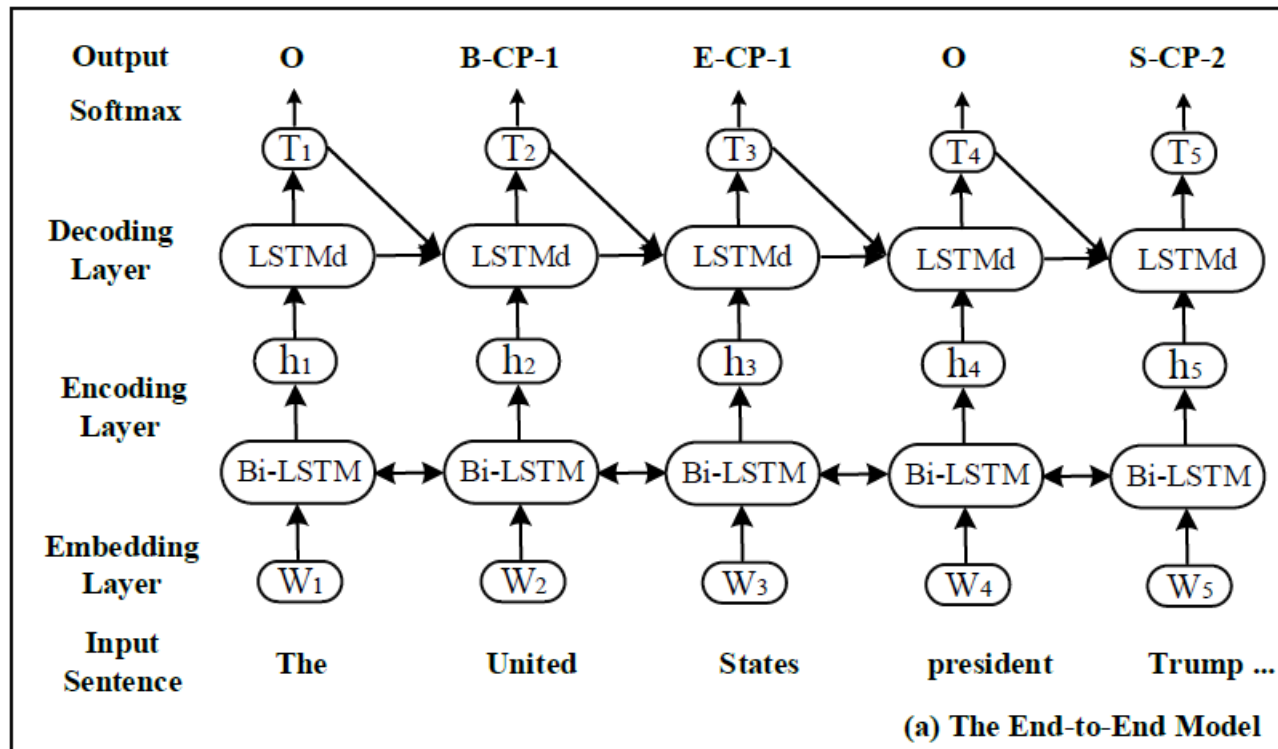 Output O B-CP-1 E-CP-1 O S-CP-2
Softmax
T1 T2 T3 T4 T5
Decoding
Layer
LSTMd LSTMd LSTMd LSTMd LSTMd
h1 h2 h3 h4 h5
Encoding
Layer
Bi-LSTM Bi-LSTM Bi-LSTM Bi-LSTM Bi-LSTM
Embedding
Layer
W1 W2 W3 W4 W5
Input
Sentence
The United States president Trump ...
(a) The End-to-End Model